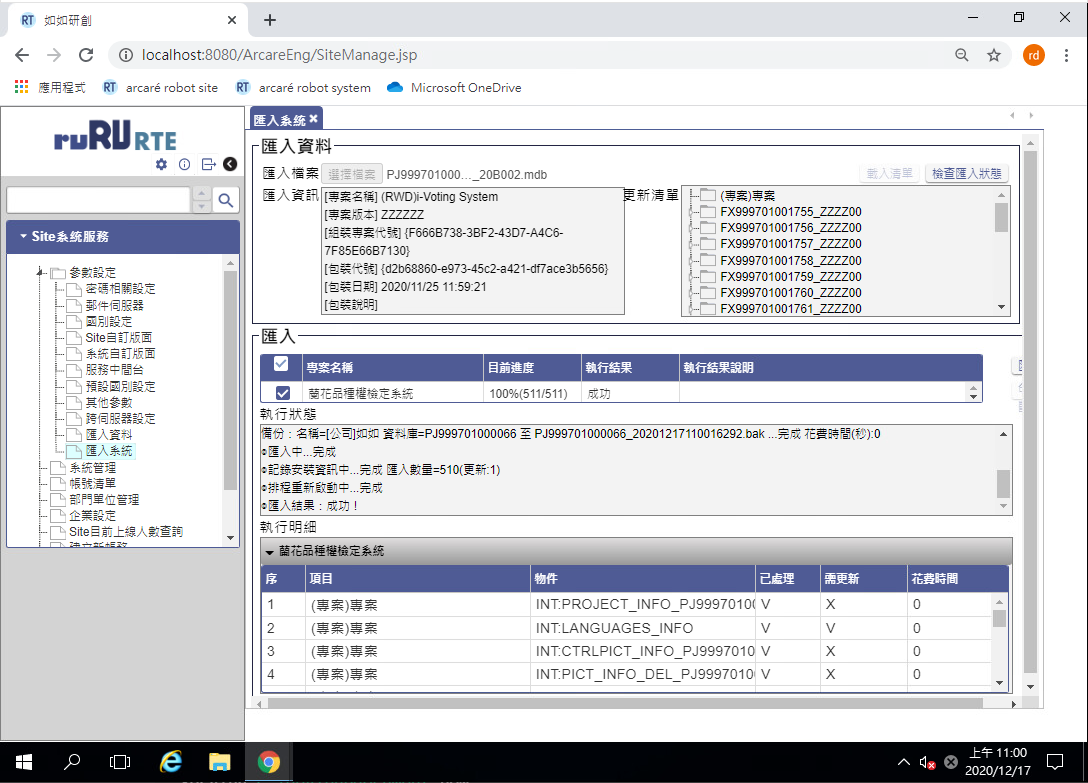 RT 如如研創
localhost:8080/ArcareEng/SiteManage.jsp
rd
應用程式 RT arcaré robot site RT arcaré robot system Microsoft OneDrive
ruRU RTE
Site系統服務
參數設定
密碼相關設定
郵件伺服器
國別設定
Site自訂版面
系統自訂版面
服務中間台
預設國別設定
其他參數
跨伺服器設定
匯入資料
匯入系統
系統管理
帳號清單
部門單位管理
企業設定
Site目前上線人數查詢
匯入系統
匯入資料
匯入檔案 選擇檔案 PJ999701000…_20B002.mdb 載入清單 檢查匯入狀態
匯入資訊
[專案名稱] (RWD)i-Voting System
[專案版本] ZZZZZZ
[組裝專案代號] {F666B738-3BF2-43D7-A4C6-
7F85E66B7130}
[包裝代號] {d2b68860-e973-45c2-a421-df7ace3b5656}
[包裝日期] 2020/11/25 11:59:21
[包裝說明]
更新清單
(專案)專案
FX999701001755_ZZZZ00
FX999701001756_ZZZZ00
FX999701001757_ZZZZ00
FX999701001758_ZZZZ00
FX999701001759_ZZZZ00
FX999701001760_ZZZZ00
FX999701001761_ZZZZ00
匯入
專案名稱 目前進度 執行結果 執行結果說明
蘭花品種權檢定系統 100%(511/511) 成功
執行狀態
備份：名稱=[公司]如如 資料庫=PJ999701000066 至 PJ999701000066_20201217110016292.bak ...完成 花費時間(秒):0
匯入中...完成
記錄安裝資訊中...完成 匯入數量=510(更新:1)
排程重新啟動中...完成
匯入結果：成功！
執行明細
蘭花品種權檢定系統
序 項目 物件 已處理 需更新 花費時間
1 (專案)專案 INT:PROJECT_INFO_PJ9997010 V X 0
2 (專案)專案 INT:LANGUAGES_INFO V V 0
3 (專案)專案 INT:CTRLPICT_INFO_PJ999701 V X 0
4 (專案)專案 INT:PICT_INFO_DEL_PJ999701 V X 0
上午 11:00
2020/12/17